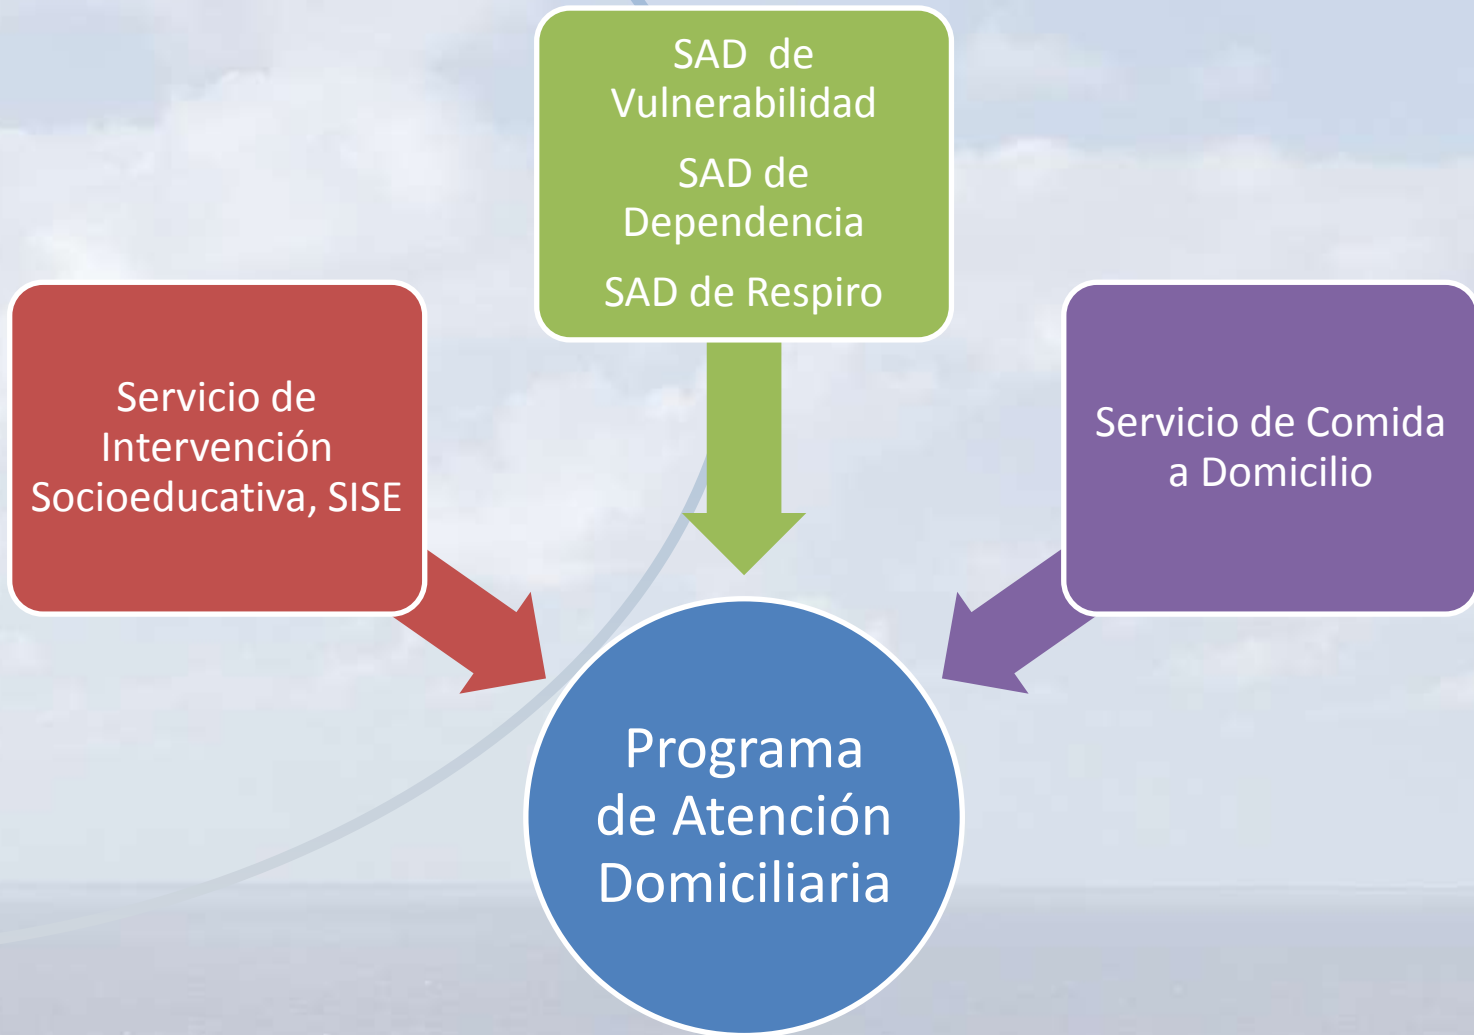 SAD de
Vulnerabilidad
SAD de
Dependencia
SAD de Respiro
Servicio de
Intervención
Socioeducativa, SISE
Servicio de Comida
a Domicilio
Programa
de Atención
Domiciliaria